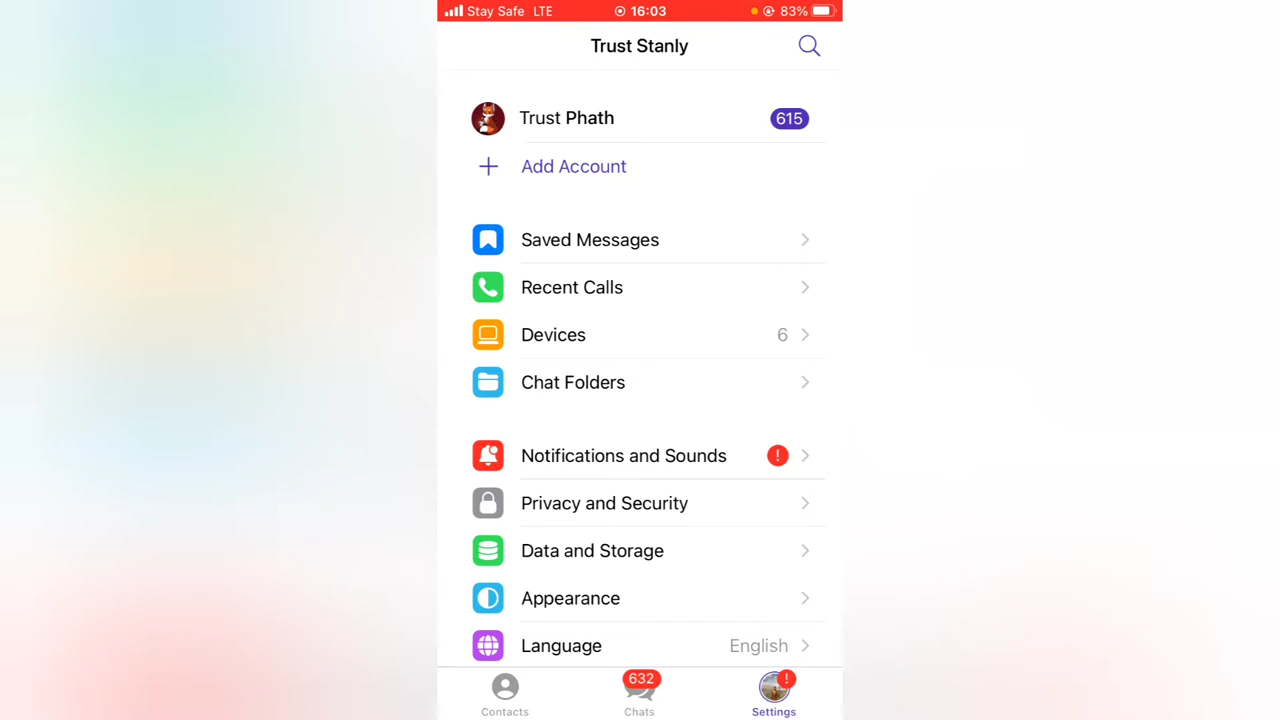 Stay Safe LTE 16:03 83%
Trust Stanly
Trust Phath 615
Add Account
Saved Messages
Recent Calls
Devices 6
Chat Folders
Notifications and Sounds !
Privacy and Security
Data and Storage
Appearance
Language English
632 !
Contacts Chats Settings